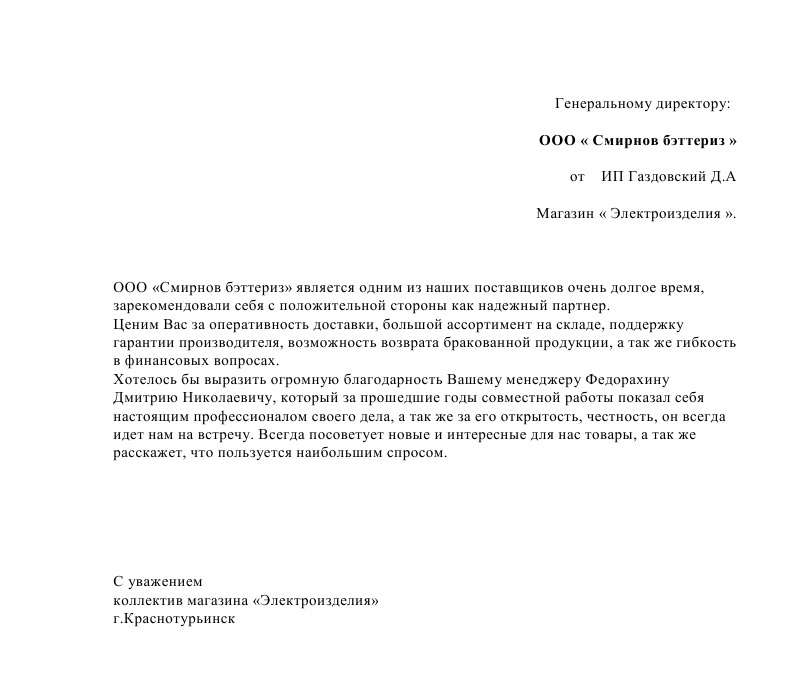 Генеральному директору:
ООО « Смирнов бэттериз »
от ИП Газдовский Д.А
Магазин « Электроизделия ».
ООО «Смирнов бэттериз» является одним из наших поставщиков очень долгое время,
зарекомендовали себя с положительной стороны как надежный партнер.
Ценим Вас за оперативность доставки, большой ассортимент на складе, поддержку
гарантии производителя, возможность возврата бракованной продукции, а так же гибкость
в финансовых вопросах.
Хотелось бы выразить огромную благодарность Вашему менеджеру Федорахину
Дмитрию Николаевичу, который за прошедшие годы совместной работы показал себя
настоящим профессионалом своего дела, а так же за его открытость, честность, он всегда
идет нам на встречу. Всегда посоветует новые и интересные для нас товары, а так же
расскажет, что пользуется наибольшим спросом.
С уважением
коллектив магазина «Электроизделия»
г.Краснотурьинск